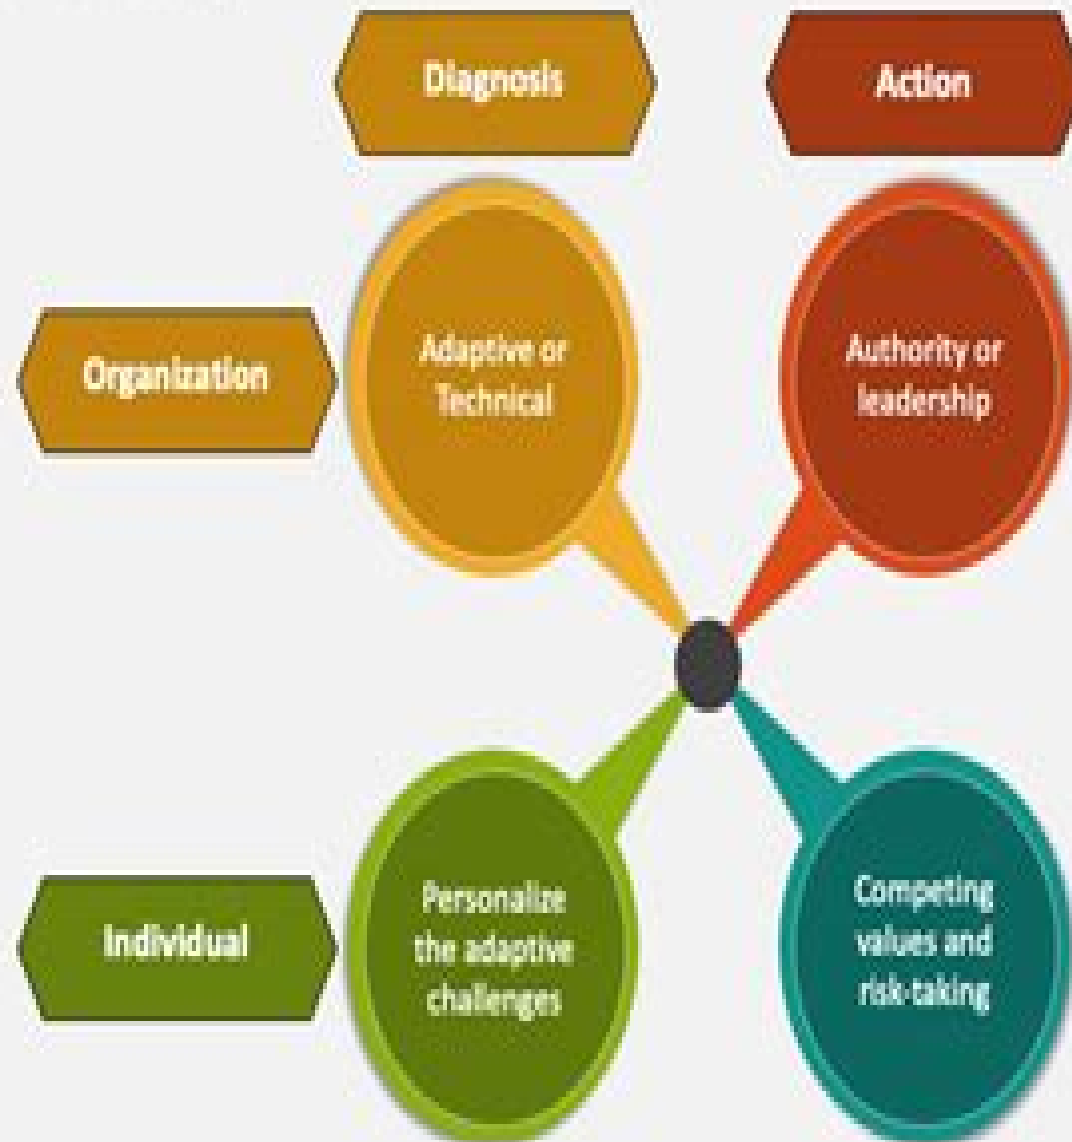 Diagnosis
Action
Organization
Adaptive or
Technical
Authority or
leadership
Individual
Personalize
the adaptive
challenges
Competing
values and
risk-taking